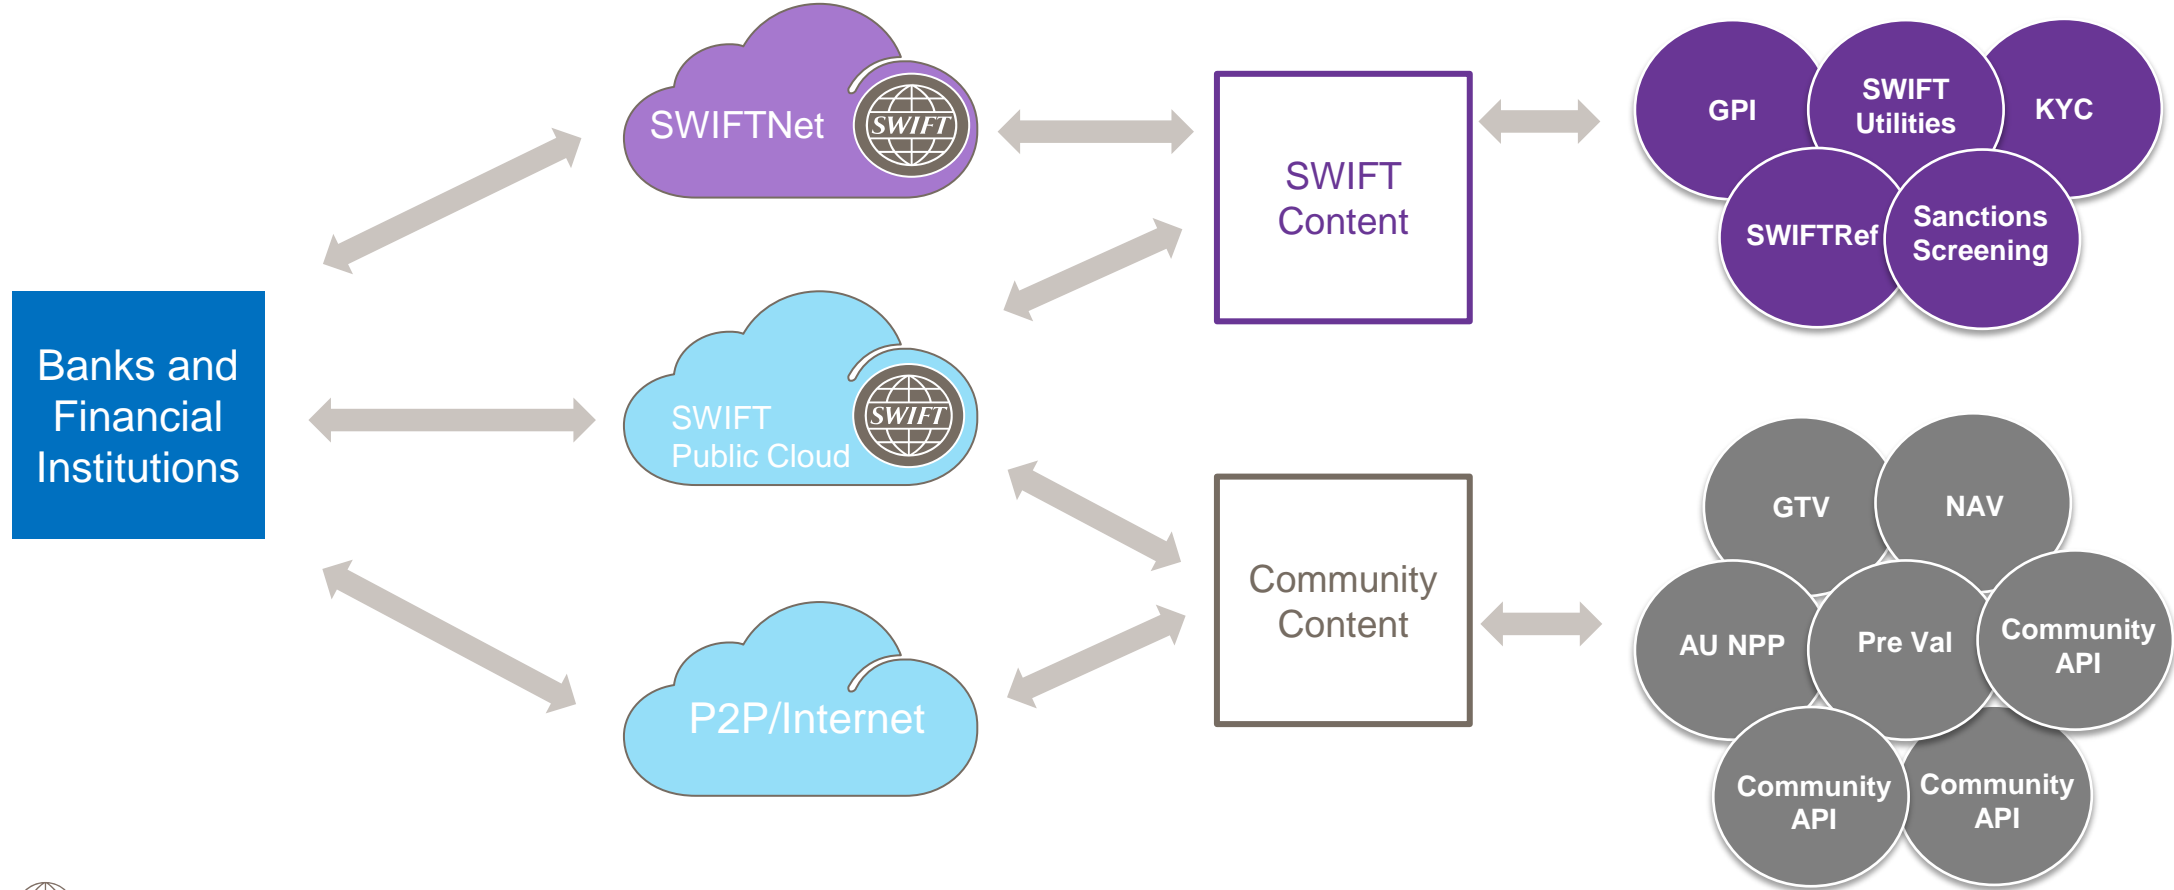 SWIFTNet
SWIFT
SWIFT
Content
GPI
SWIFT
Utilities
KYC
SWIFTRef
Sanctions
Screening
Banks and
Financial
Institutions
SWIFT
Public Cloud
SWIFT
P2P/Internet
Community
Content
GTV
NAV
AU NPP
Pre Val
Community
API
Community
API
Community
API